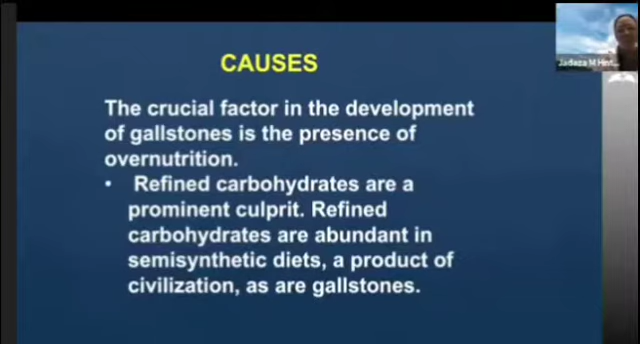 CAUSES
The crucial factor in the development
of gallstones is the presence of
overnutrition.
• Refined carbohydrates are a
prominent culprit. Refined
carbohydrates are abundant in
semisynthetic diets, a product of
civilization, as are gallstones.